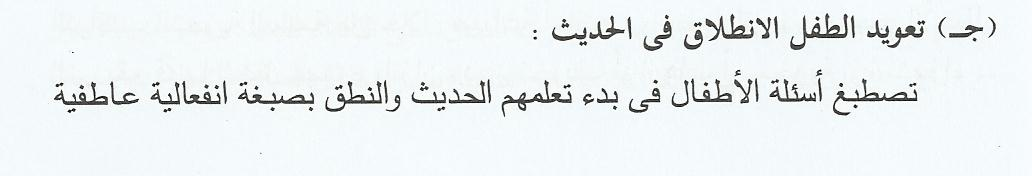 (جـ) تعويد الطفل الانطلاق فى الحديث :
تصطبغ أسئلة الأطفال فى بدء تعلمهم الحديث والنطق بصبغة انفعالية عاطفية